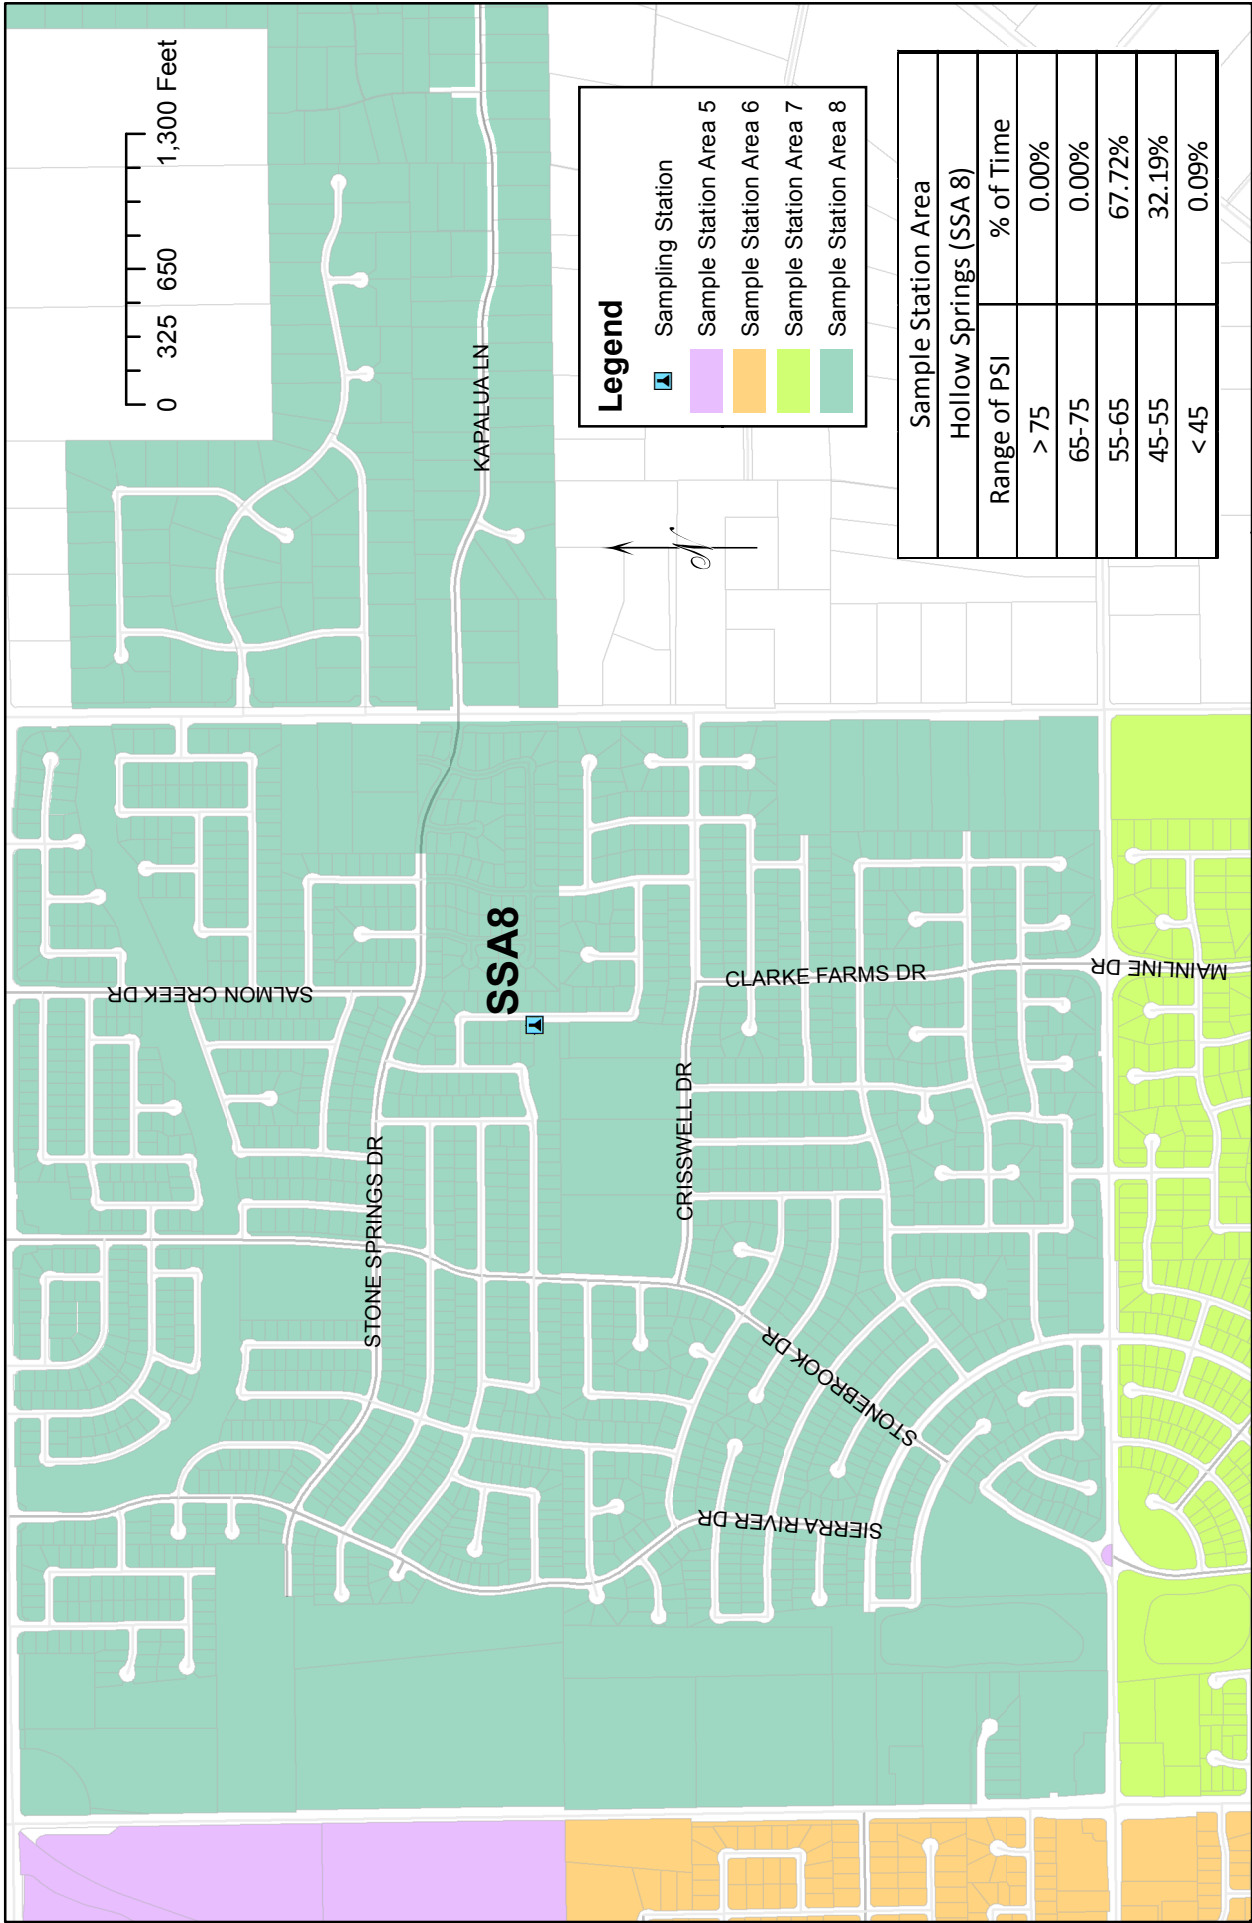 0 325 650 1,300 Feet
SALMON CREEK DR
STONE SPRINGS DR
KAPALUA LN
SSA8
CRISSWELL DR
CLARKE FARMS DR
STONEBROOK DR
SIERRA RIVER DR
MAINLINE DR
N
Legend
Sampling Station
Sample Station Area 5
Sample Station Area 6
Sample Station Area 7
Sample Station Area 8
Sample Station Area
Hollow Springs (SSA 8)
Range of PSI % of Time
> 75 0.00%
65-75 0.00%
55-65 67.72%
45-55 32.19%
< 45 0.09%